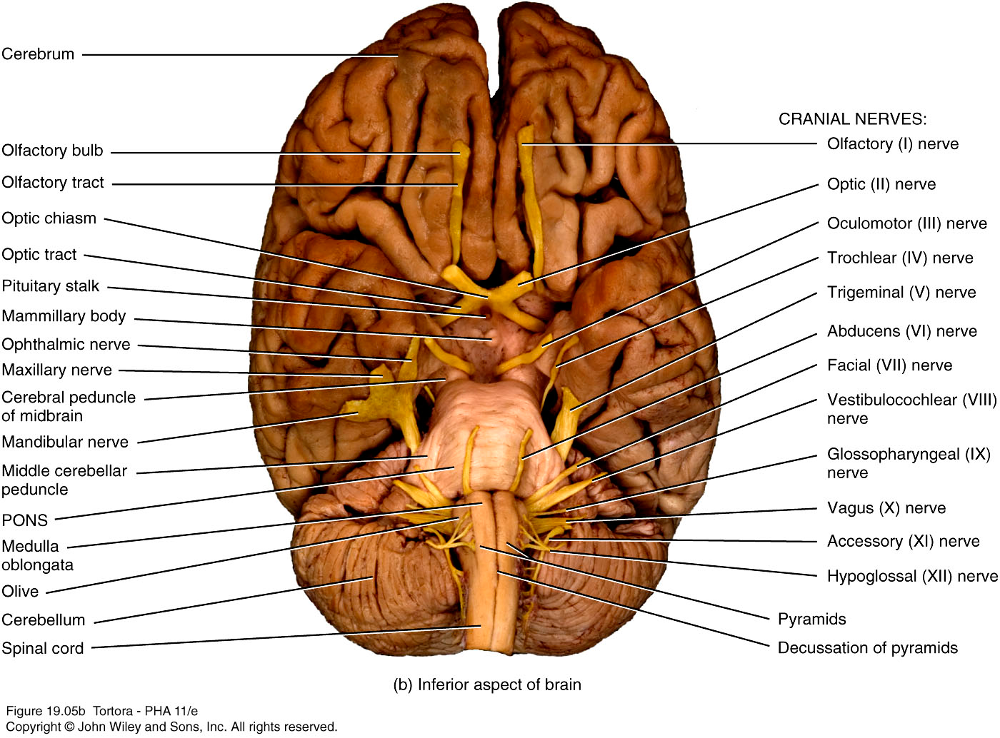 Cerebrum
Olfactory bulb
Olfactory tract
Optic chiasm
Optic tract
Pituitary stalk
Mammillary body
Ophthalmic nerve
Maxillary nerve
Cerebral peduncle
of midbrain
Mandibular nerve
Middle cerebellar
peduncle
PONS
Medulla
oblongata
Olive
Cerebellum
Spinal cord
CRANIAL NERVES:
Olfactory (I) nerve
Optic (II) nerve
Oculomotor (III) nerve
Trochlear (IV) nerve
Trigeminal (V) nerve
Abducens (VI) nerve
Facial (VII) nerve
Vestibulocochlear (VIII)
nerve
Glossopharyngeal (IX)
nerve
Vagus (X) nerve
Accessory (XI) nerve
Hypoglossal (XII) nerve
Pyramids
Decussation of pyramids
(b) Inferior aspect of brain
Figure 19.05b Tortora - PHA 11/e
Copyright © John Wiley and Sons, Inc. All rights reserved.